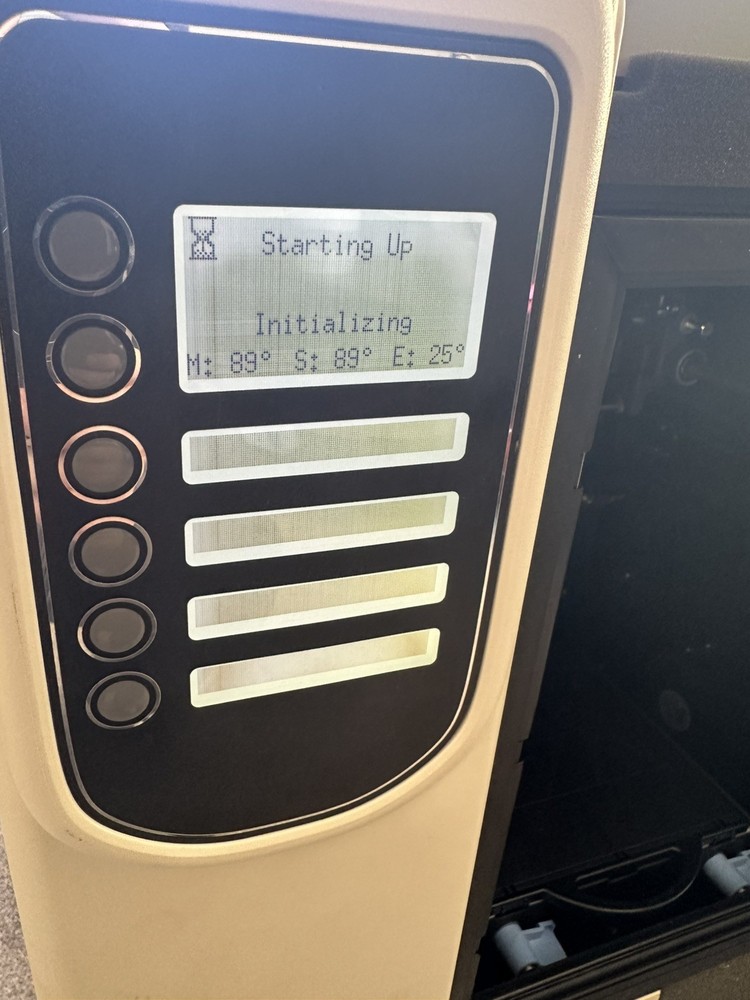 Starting Up
Initializing
M: 89° S: 89° E: 25°